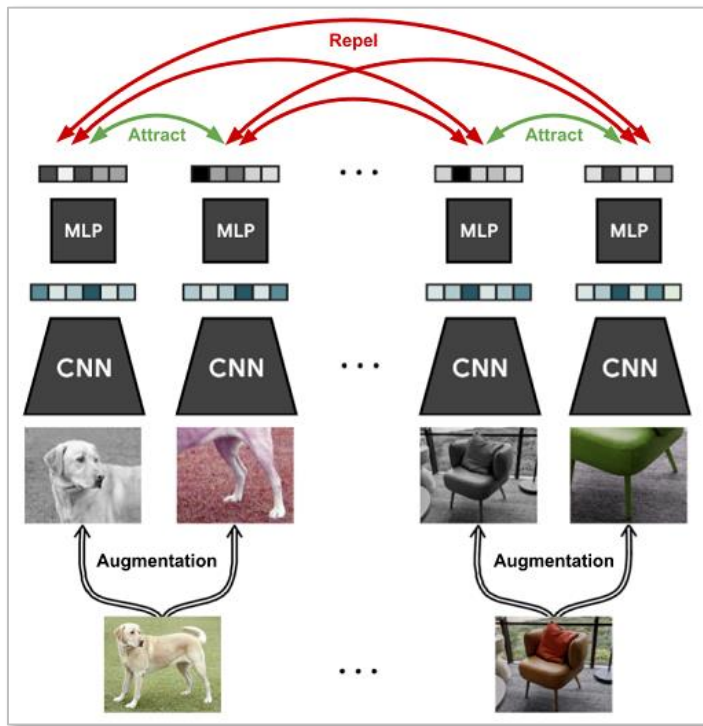 Repel
Attract
Attract
...
MLP
MLP
MLP
MLP
CNN
CNN
...
CNN
CNN
Augmentation
Augmentation
...